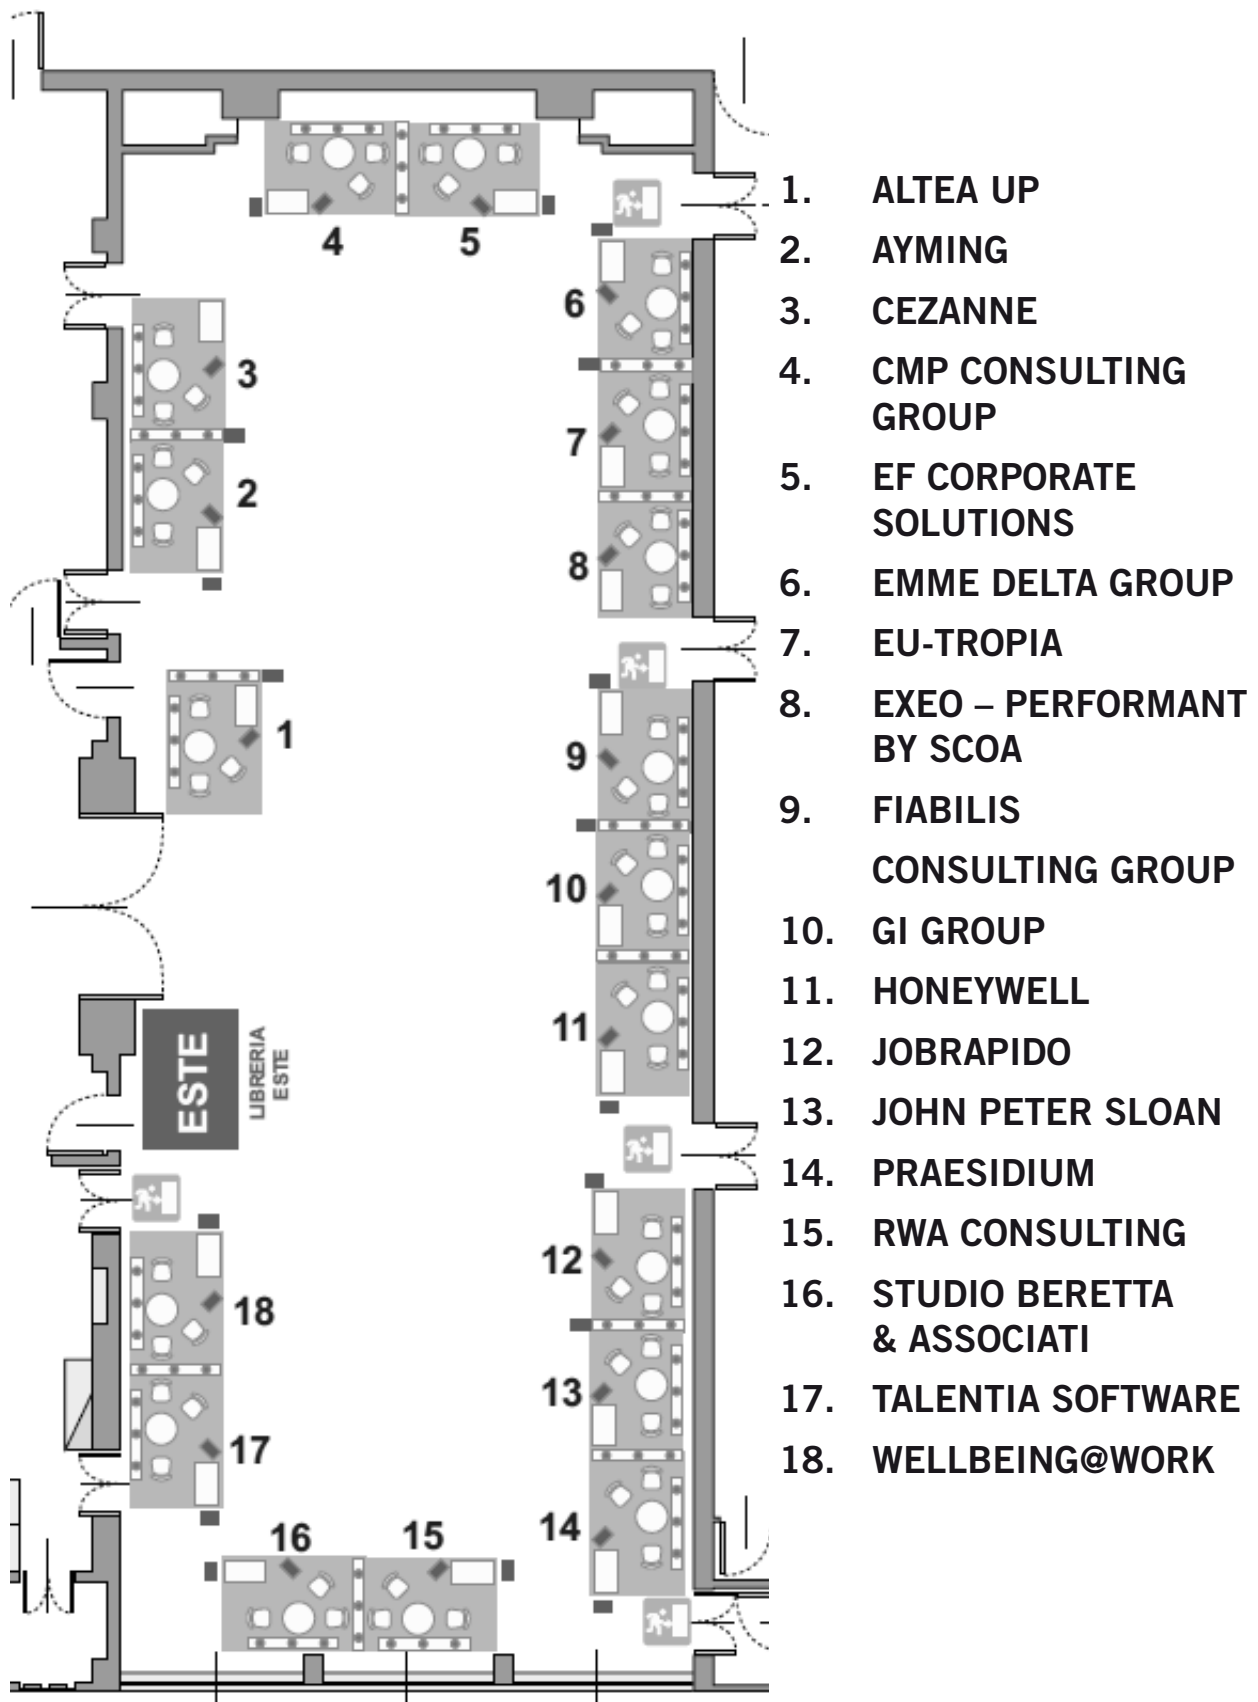 4
5
6
3
7
2
8
1
9
10
11
ESTE
LIBRERIA
ESTE
12
18
13
17
14
16
15
1. ALTEA UP
2. AYMING
3. CEZANNE
4. CMP CONSULTING
GROUP
5. EF CORPORATE
SOLUTIONS
6. EMME DELTA GROUP
7. EU-TROPIA
8. EXEO – PERFORMANT
BY SCOA
9. FIABILIS
CONSULTING GROUP
10. GI GROUP
11. HONEYWELL
12. JOBRAPIDO
13. JOHN PETER SLOAN
14. PRAESIDIUM
15. RWA CONSULTING
16. STUDIO BERETTA
& ASSOCIATI
17. TALENTIA SOFTWARE
18. WELLBEING@WORK